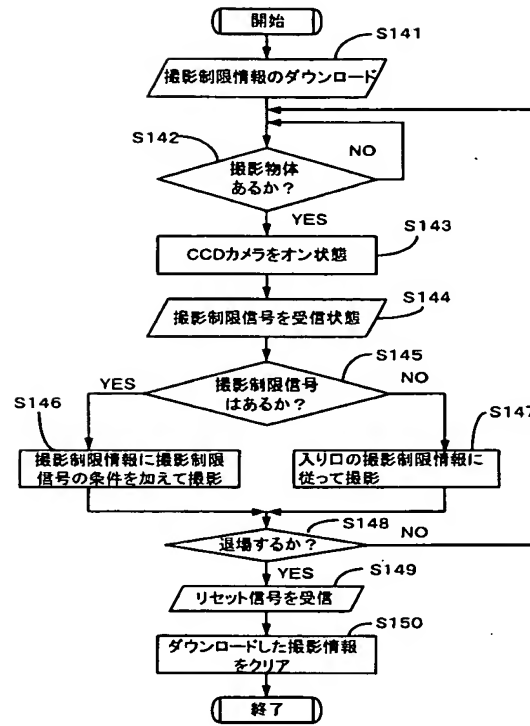 開始
S141
撮影制限情報のダウンロード
S142
撮影物体
あるか？
NO
YES
S143
CCDカメラをオン状態
S144
撮影制限信号を受信状態
S145
撮影制限信号
はあるか？
YES
NO
S146
撮影制限情報に撮影制限
信号の条件を加えて撮影
S147
入り口の撮影制限情報に
従って撮影
S148
退場するか？
NO
YES
S149
リセット信号を受信
S150
ダウンロードした撮影情報
をクリア
終了